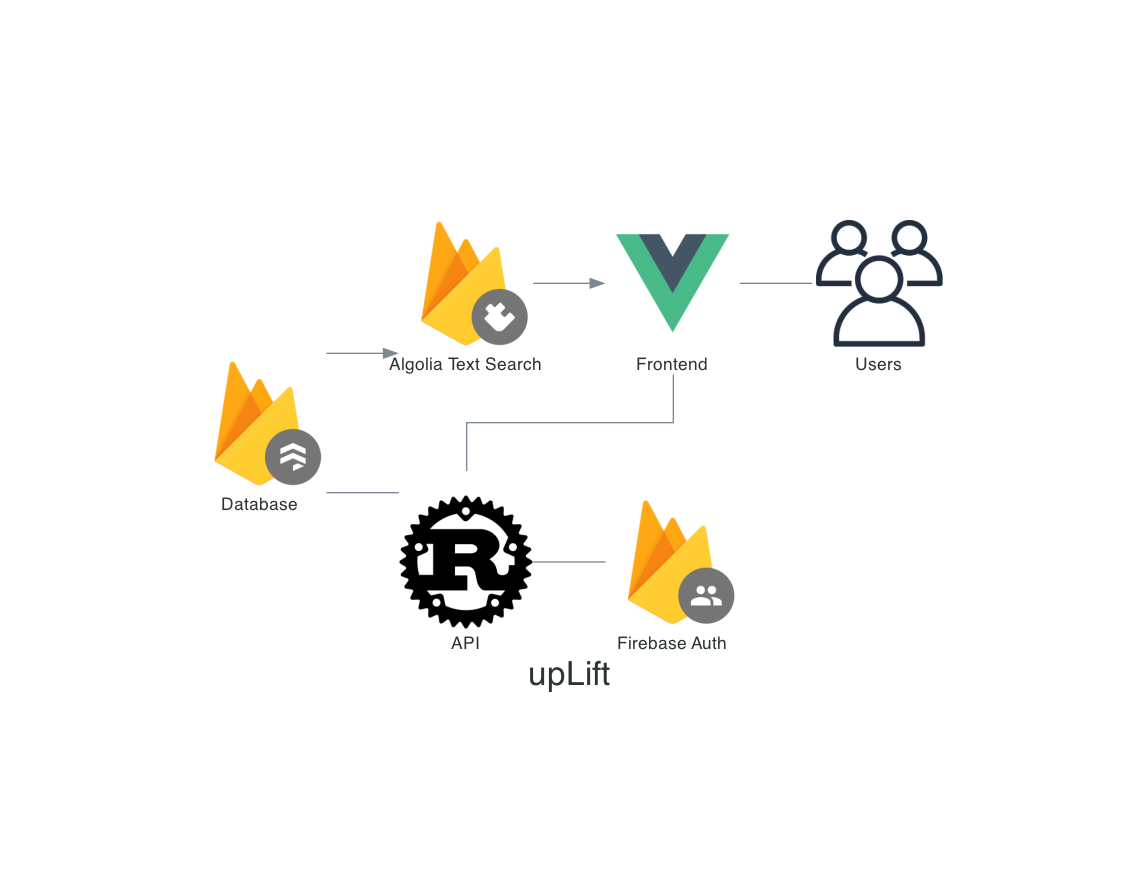 Algolia Text Search
Frontend
Users
Database
API
Firebase Auth
upLift